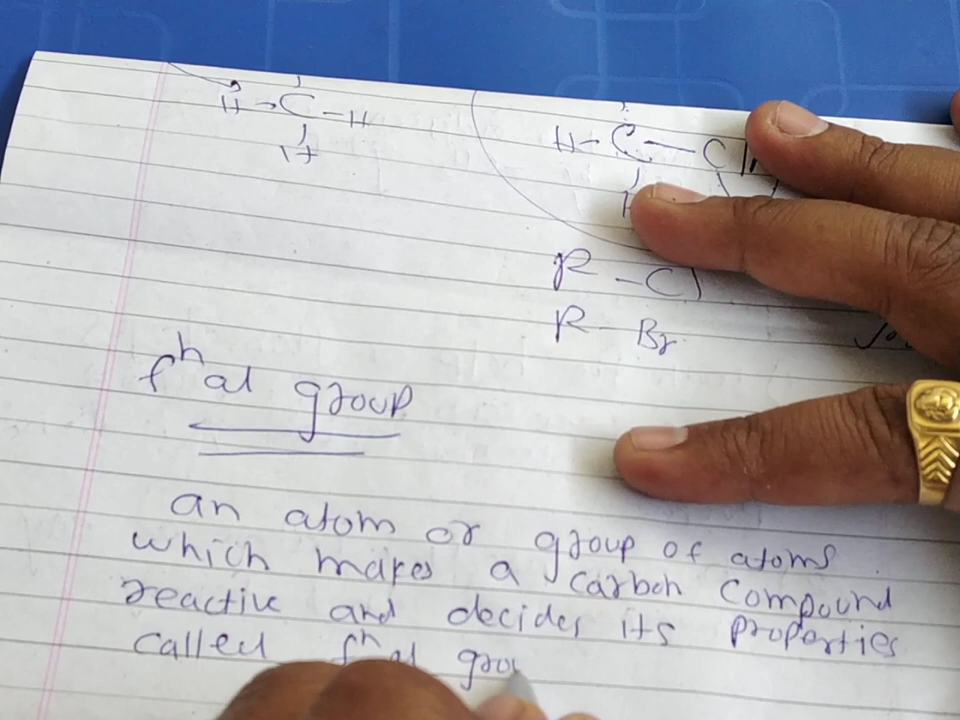 H - C - H
H
H - C - Cl
H
R - Cl
R - Br
fⁿal group
an atom or group of atoms
which makes a carbon compound
reactive and decides its properties
called fⁿal grou